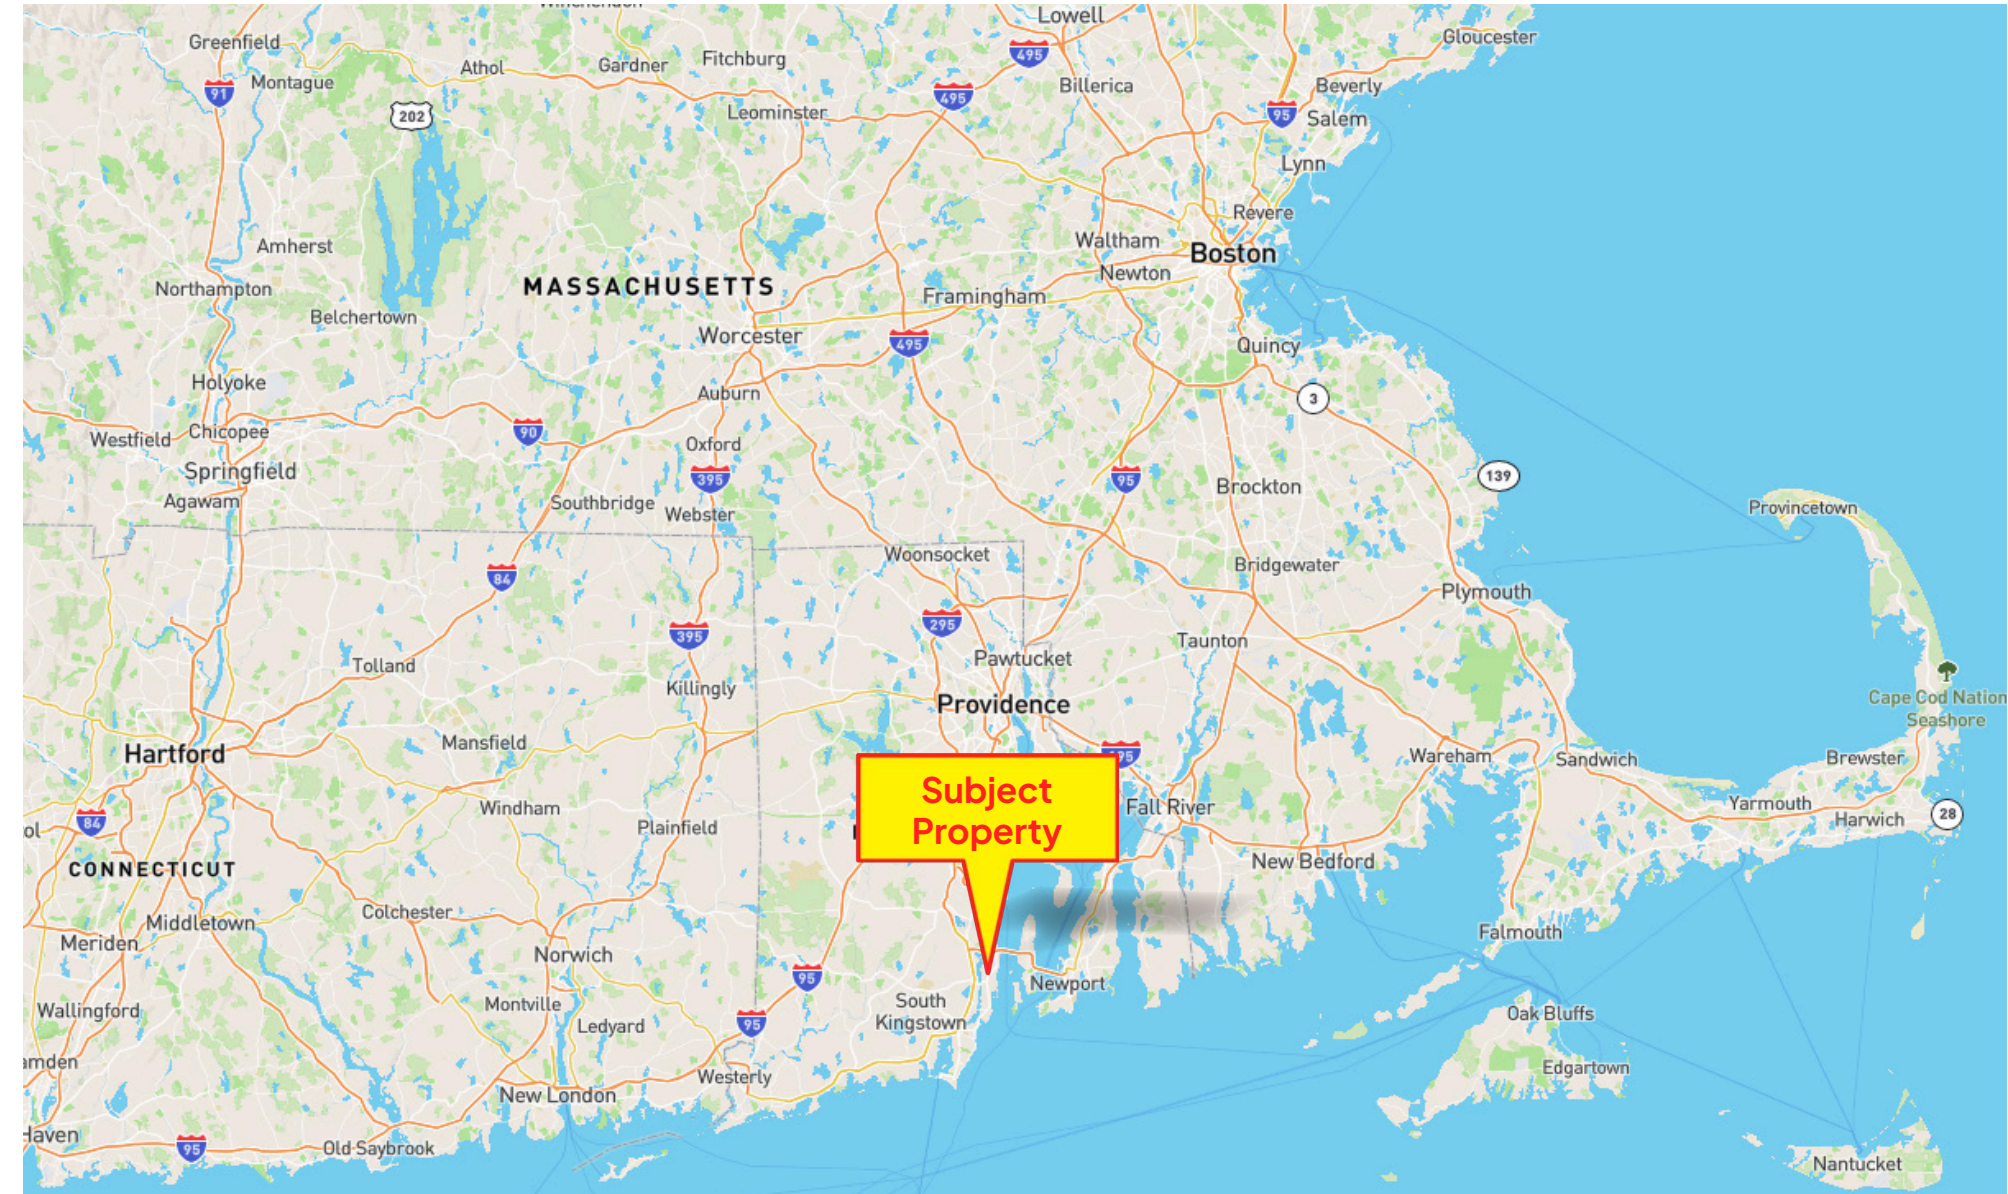 Lowell
Greenfield
Gloucester
495
Athol
Gardner
Fitchburg
Montague
91
Billerica
Beverly
495
202
Leominster
95
Salem
Lynn
Revere
Amherst
Waltham
Boston
Newton
MASSACHUSETTS
Northampton
Framingham
Belchertown
Worcester
495
Quincy
Holyoke
Auburn
3
Westfield
Chicopee
90
Oxford
Springfield
395
95
139
Agawam
Southbridge
Webster
Brockton
Provincetown
Woonsocket
84
Bridgewater
Plymouth
295
395
Taunton
Tolland
Pawtucket
Killingly
Cape Cod Nation
Seashore
Providence
Hartford
Mansfield
95
Wareham
Sandwich
Brewster
Subject
Property
Windham
Fall River
Yarmouth
Harwich
28
84
ol
Plainfield
CONNECTICUT
New Bedford
Colchester
Middletown
Meriden
Norwich
Falmouth
95
Newport
Wallingford
Montville
Ledyard
95
South
Kingstown
Oak Bluffs
amden
Westerly
Edgartown
New London
Haven
95
Old Saybrook
Nantucket